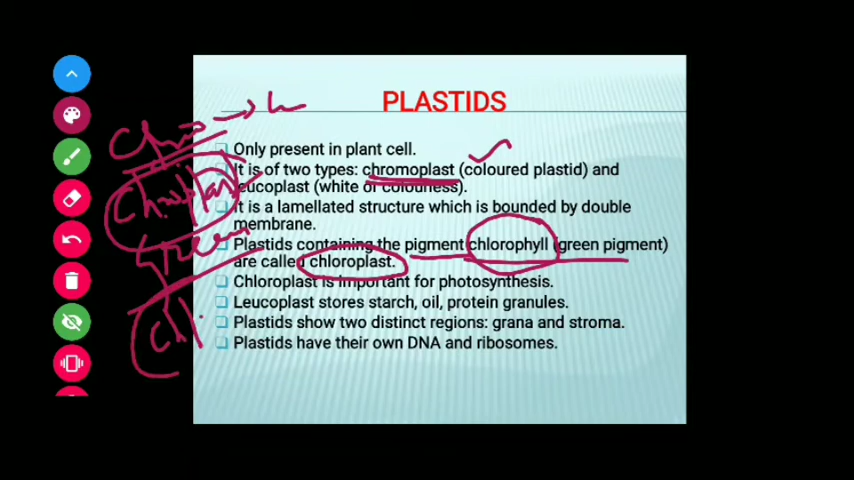 PLASTIDS
Only present in plant cell.
It is of two types: chromoplast (coloured plastid) and
leucoplast (white or colourless).
It is a lamellated structure which is bounded by double
membrane.
Plastids containing the pigment chlorophyll (green pigment)
are called chloroplast.
Chloroplast is important for photosynthesis.
Leucoplast stores starch, oil, protein granules.
Plastids show two distinct regions: grana and stroma.
Plastids have their own DNA and ribosomes.